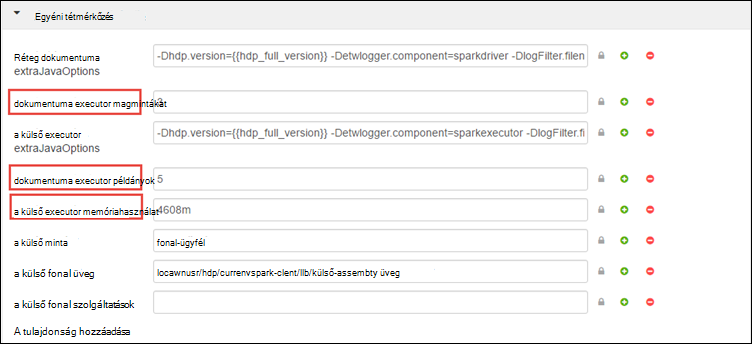 Egyéni tétmérkőzés
Réteg dokumentuma
extraJavaOptions
-Dhdp.version={{hdp_full_version}} -Detwlogger.component=sparkdriver -DlogFilter.filen
dokumentuma executor magmintákat
a külső executor
extraJavaOptions
-Dhdp.version={{hdp_full_version}} -Detwlogger.component=sparkexecutor -DlogFilter.fi
dokumentuma executor példányok
5
a külső executor memóriahasználat
4608m
a külső minta
fonal-ügyfél
a külső fonal üveg
locawnusr/hdp/currenvspark-clent/llb/külső-assembty üveg
a külső fonal szolgáltatások
A tulajdonság hozzáadása